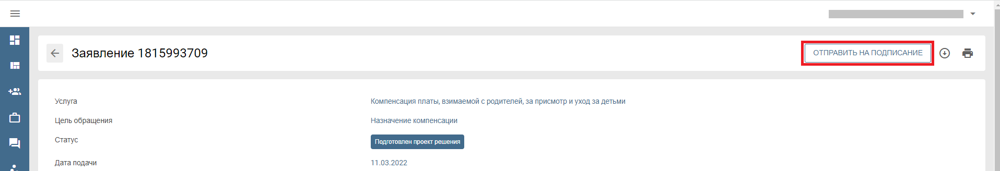 Заявление 1815993709
ОТПРАВИТЬ НА ПОДПИСАНИЕ
Услуга
Компенсация платы, взимаемой с родителей, за присмотр и уход за детьми
Цель обращения
Назначение компенсации
Статус
Подготовлен проект решения
Дата подачи
11.03.2022